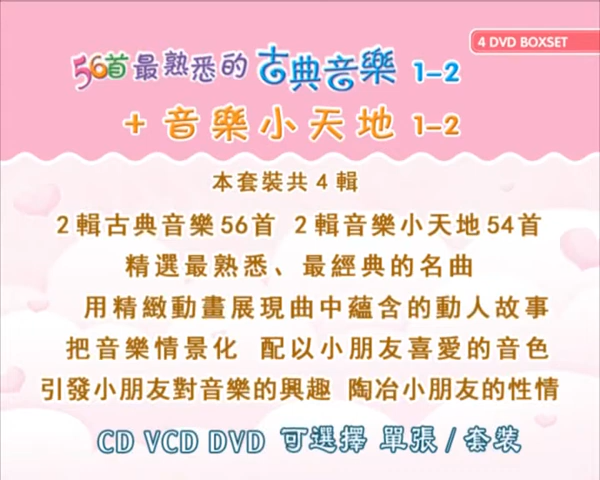 4 DVD BOXSET
56首最熟悉的古典音樂 1-2
+ 音樂小天地 1-2
本套裝共4輯
2輯古典音樂56首 2輯音樂小天地54首
精選最熟悉、最經典的名曲
用精緻動畫展現曲中蘊含的動人故事
把音樂情景化 配以小朋友喜愛的音色
引發小朋友對音樂的興趣 陶冶小朋友的性情
CD VCD DVD 可選擇 單張/套裝